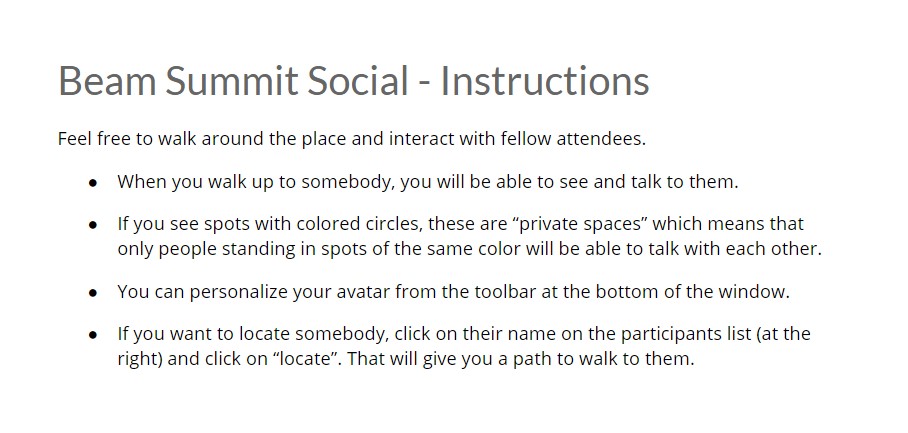 Beam Summit Social - Instructions
Feel free to walk around the place and interact with fellow attendees.
● When you walk up to somebody, you will be able to see and talk to them.
● If you see spots with colored circles, these are “private spaces” which means that
only people standing in spots of the same color will be able to talk with each other.
● You can personalize your avatar from the toolbar at the bottom of the window.
● If you want to locate somebody, click on their name on the participants list (at the
right) and click on “locate”. That will give you a path to walk to them.